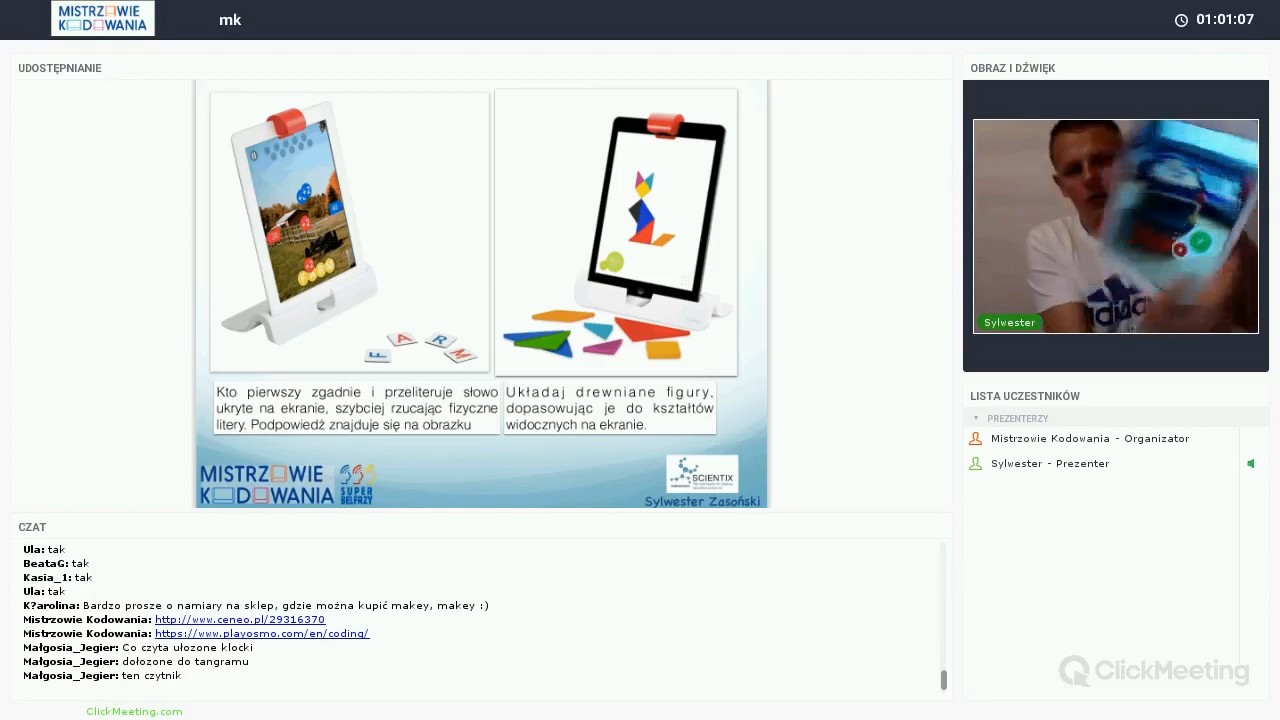 MISTRZOWIE
KODOWANIA
mk
01:01:07
UDOSTĘPNIANIE
F A R M
Kto pierwszy zgadnie i przeliteruje słowo
ukryte na ekranie, szybciej rzucając fizyczne
litery. Podpowiedź znajduje się na obrazku
Układaj drewniane figury,
dopasowując je do kształtów
widocznych na ekranie.
MISTRZOWIE
KODOWANIA
SUPER
BELFRZY
SCIENTIX
Sylwester Zasoński
OBRAZ I DŹWIĘK
Sylwester
LISTA UCZESTNIKÓW
PREZENTERZY
Mistrzowie Kodowania - Organizator
Sylwester - Prezenter
CZAT
Ula: tak
BeataG: tak
Kasia_1: tak
Ula: tak
K?arolina: Bardzo prosze o namiary na sklep, gdzie można kupić makey, makey :)
Mistrzowie Kodowania: http://www.ceneo.pl/29316370
Mistrzowie Kodowania: https://www.playosmo.com/en/coding/
Małgosia_Jegier: Co czyta ułozone klocki
Małgosia_Jegier: dołozone do tangramu
Małgosia_Jegier: ten czytnik
ClickMeeting
ClickMeeting.com